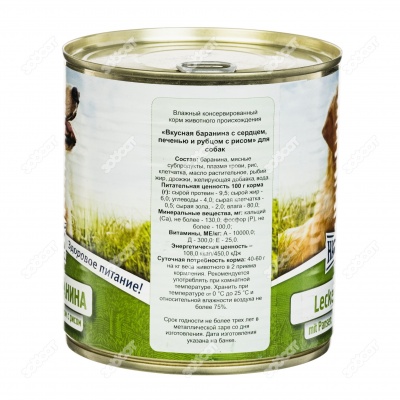 Влажный консервированный
корм животного происхождения
«Вкусная баранина с сердцем,
печенью и рубцом с рисом» для
собак
Состав: баранина, мясные
субпродукты, плазма крови, рис,
клетчатка, масло растительное, рыбий
жир, дрожжи, желирующая добавка, вода.
Питательная ценность 100 г корма
(г): сырой протеин - 9,5; сырой жир -
6,0; углеводы - 4,0; сырая клетчатка -
0,5; сырая зола - 2,0; влага - 80,0.
Минеральные вещества, мг: кальций
(Са), не более - 130,0; фосфор (Р), не
более - 100,0;
Витамины, МЕ/кг: А - 10000,0;
Д - 300,0; Е - 25,0.
Энергетическая ценность –
108,0 ккал/450,0 кДж
Суточная потребность корма: 40-60 г
на кг веса животного в 2 приема
кормления. Рекомендуется
употреблять при комнатной
температуре. Хранить при
температуре от 0 °С до 25 °С и
относительной влажности воздуха не
более 75%.
Срок годности не более трех лет в
металлической таре со дня
изготовления. Дата изготовления
указана на банке.
Здоровое питание!
АНИНА
с рисом
Leck
mit Pansen